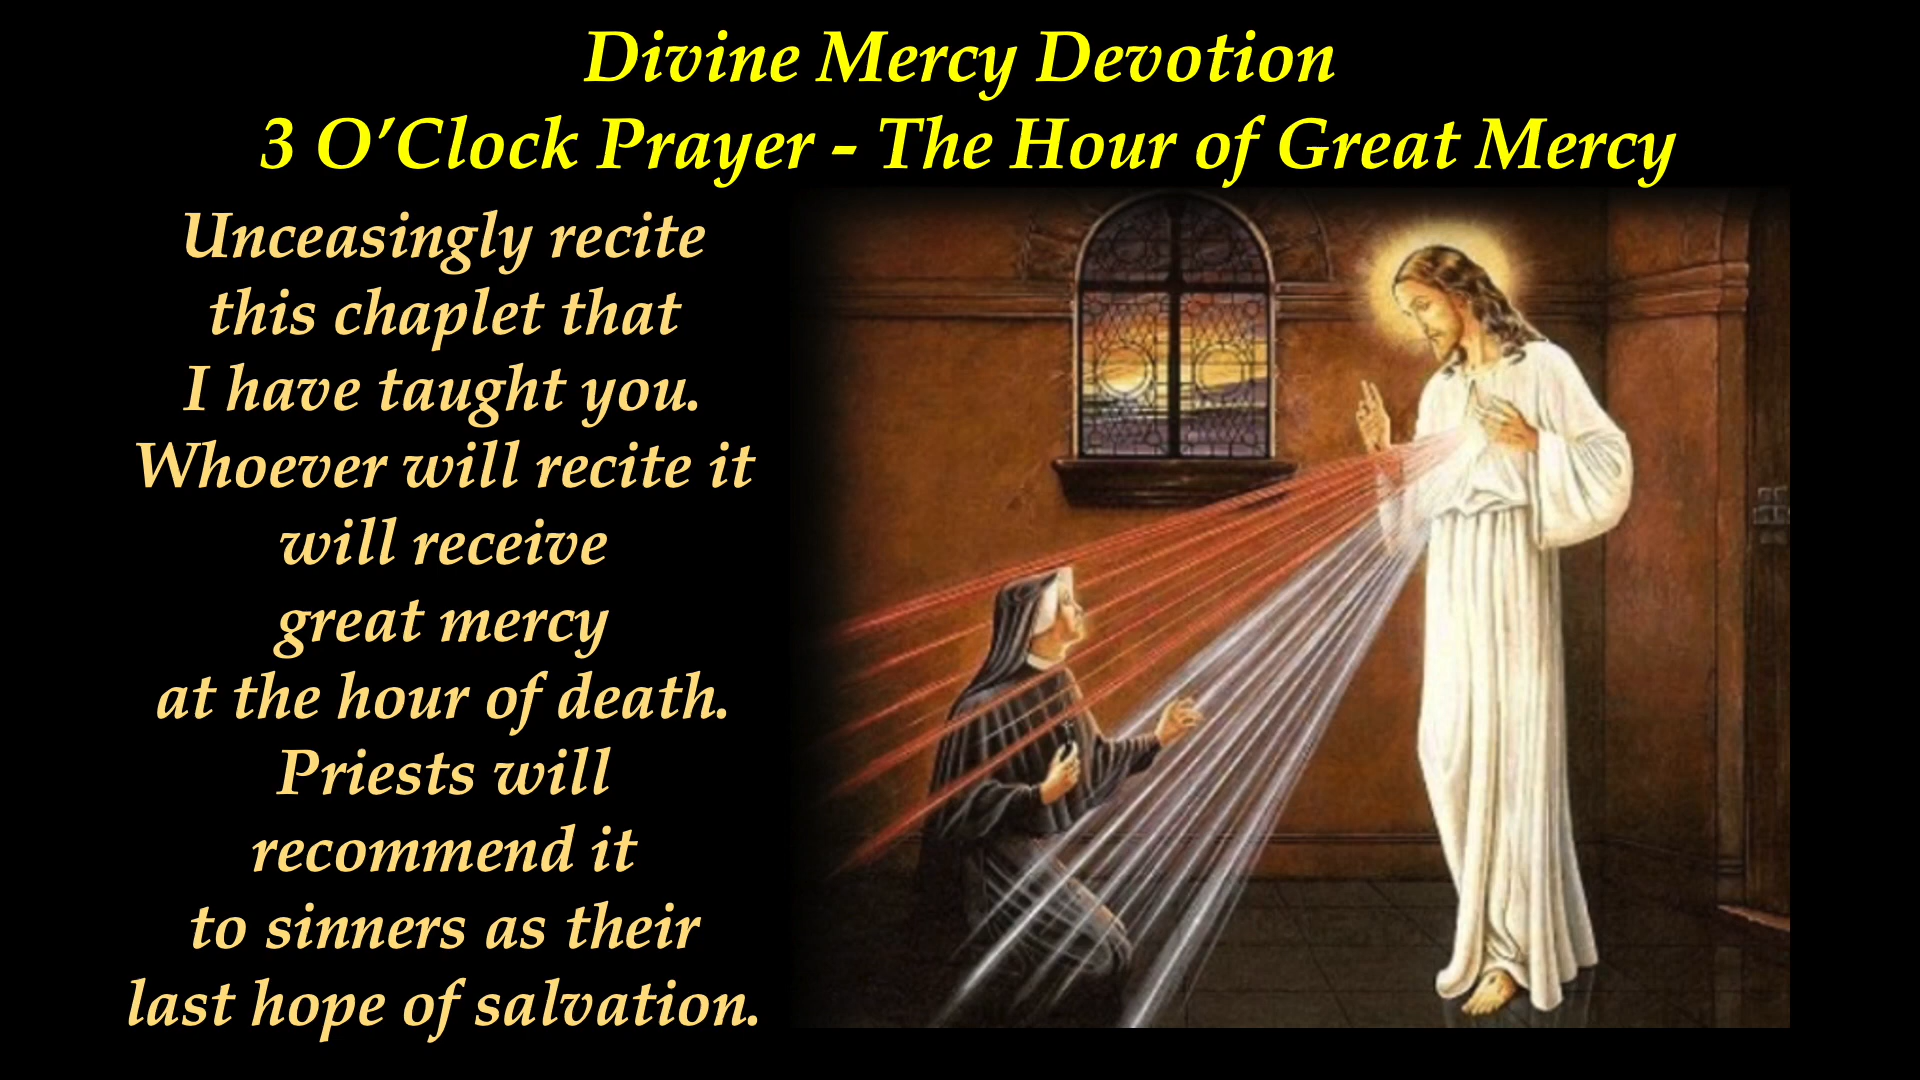 Divine Mercy Devotion
3 O’Clock Prayer - The Hour of Great Mercy
Unceasingly recite
this chaplet that
I have taught you.
Whoever will recite it
will receive
great mercy
at the hour of death.
Priests will
recommend it
to sinners as their
last hope of salvation.